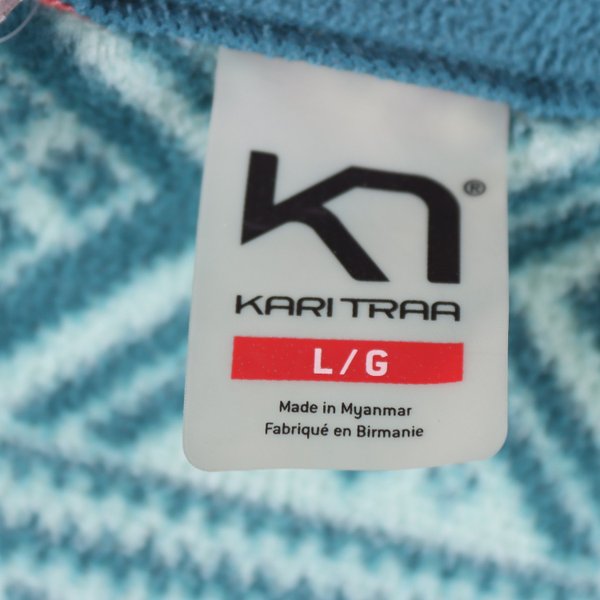 ®
KARI TRAA
L/G
Made in Myanmar
Fabriqué en Birmanie